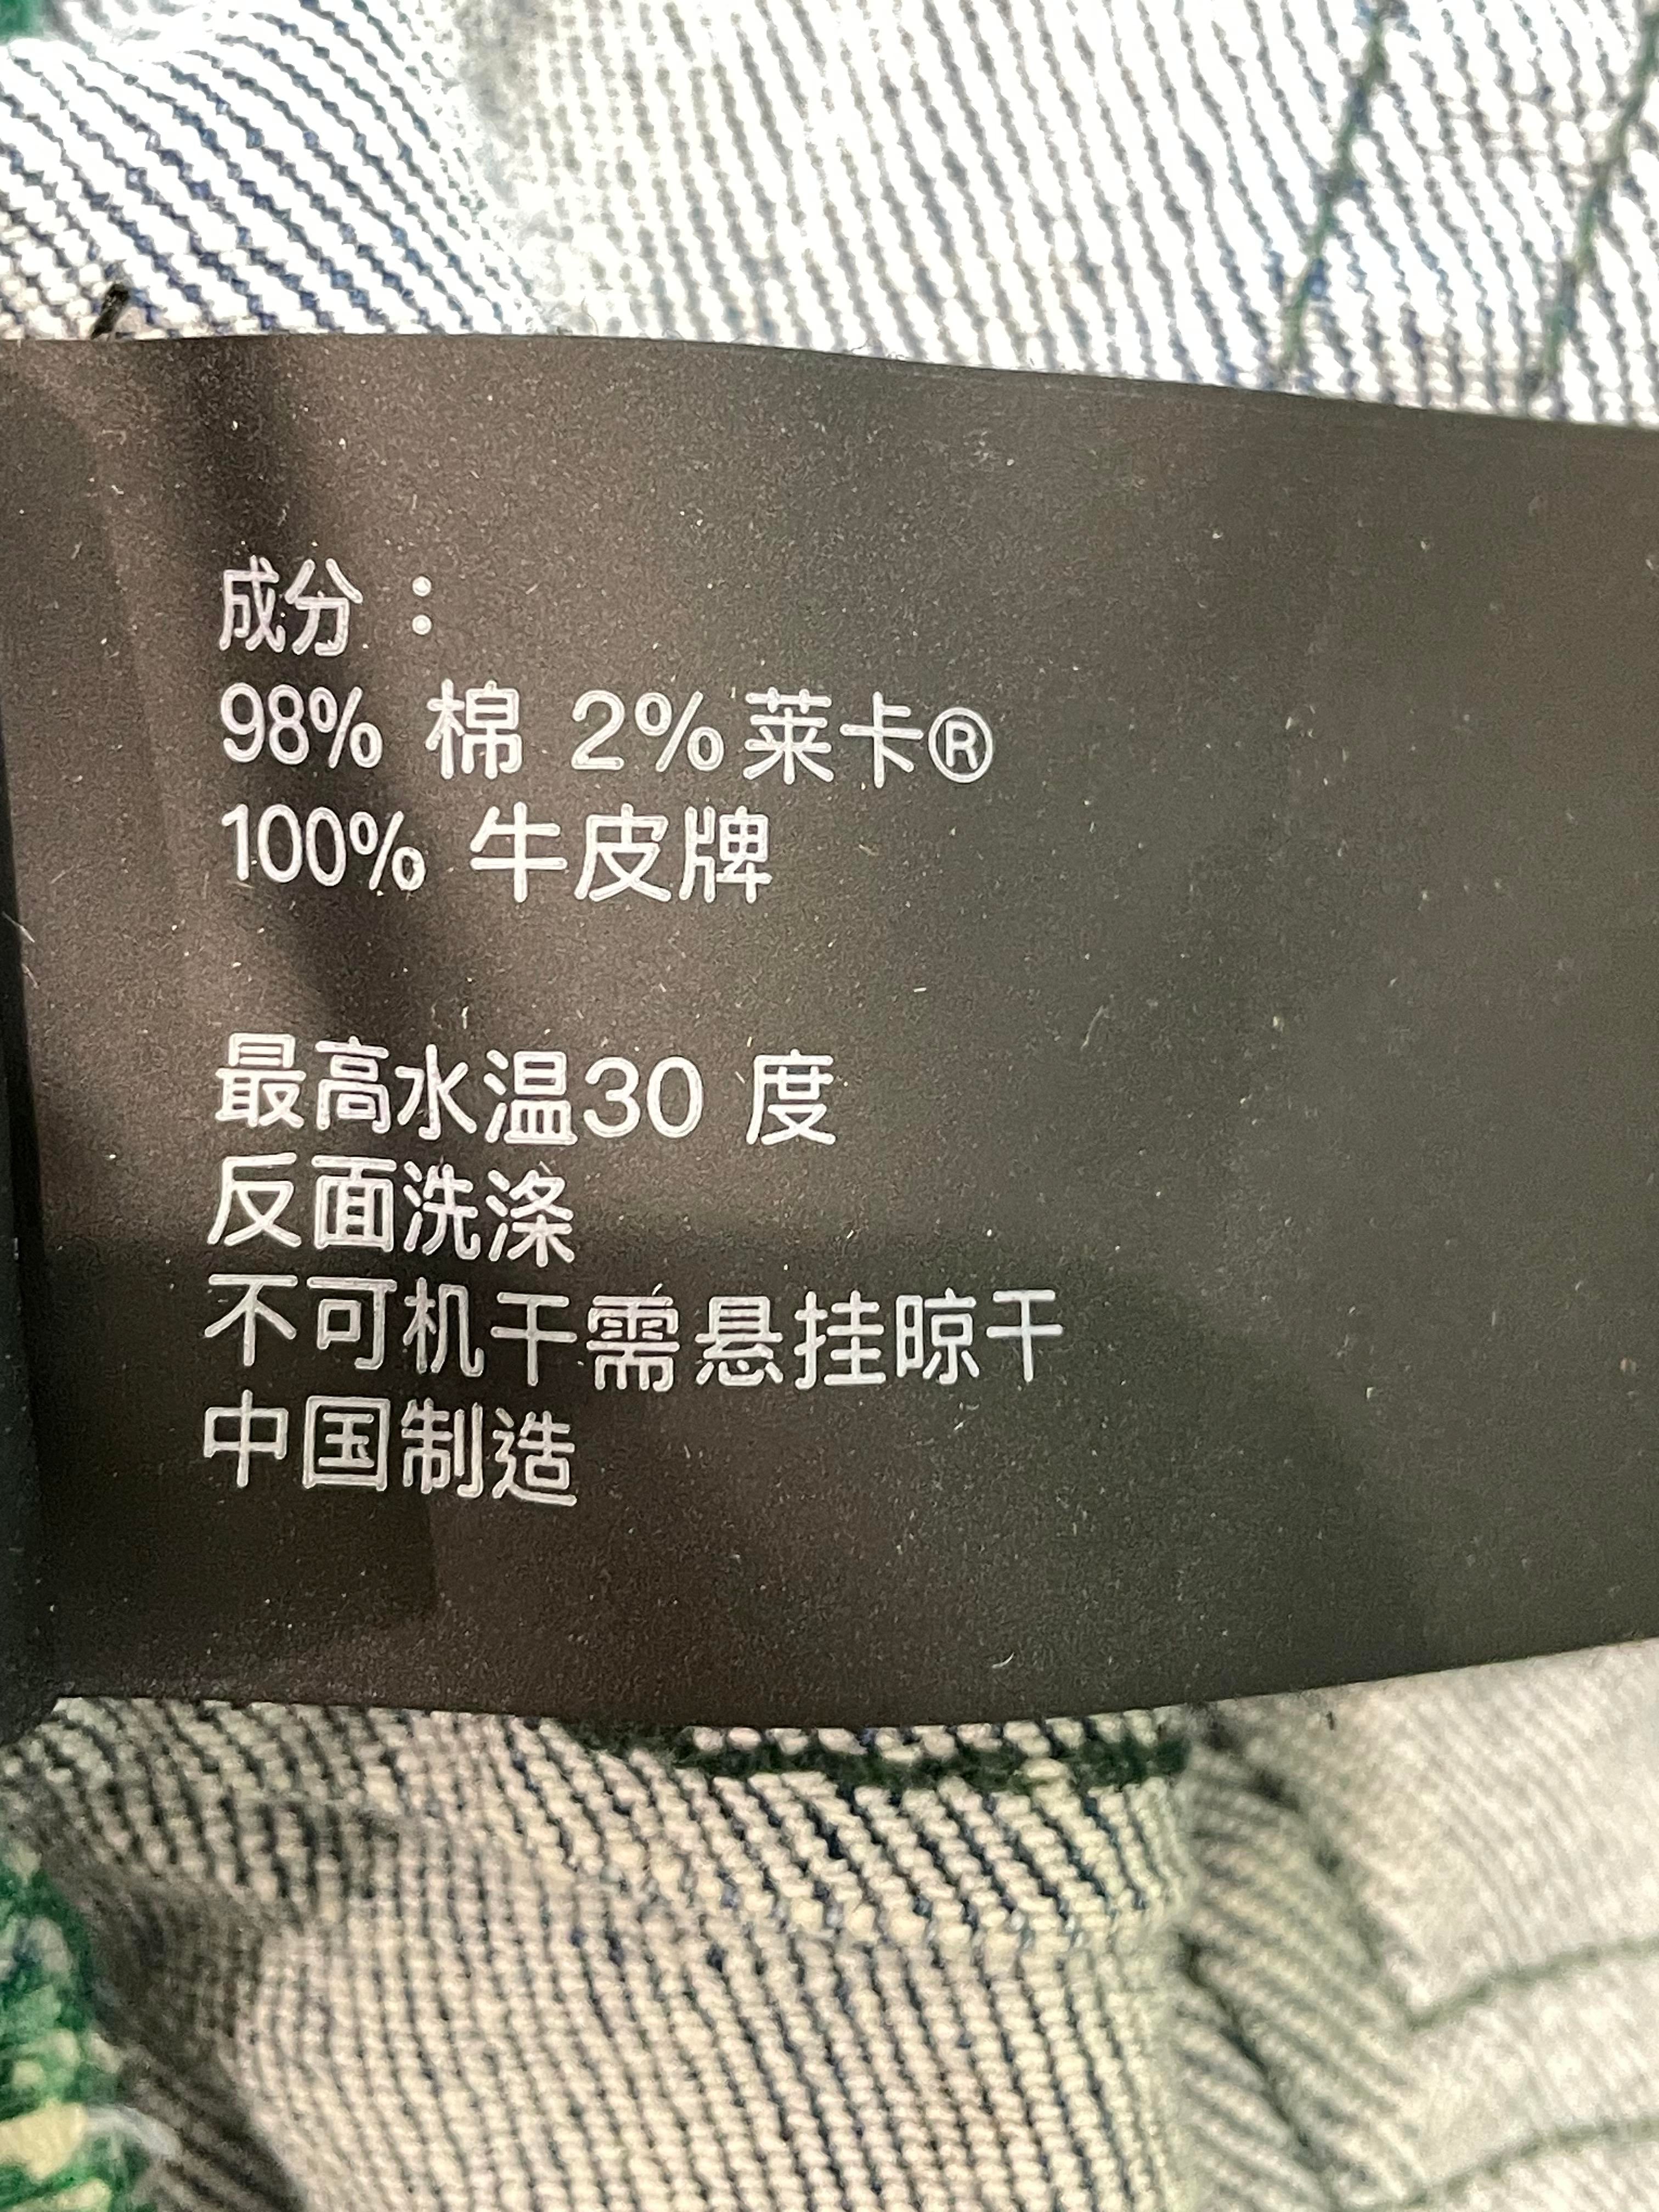 成分：
98% 棉 2%莱卡®
100% 牛皮牌
最高水温30 度
反面洗涤
不可机干需悬挂晾干
中国制造